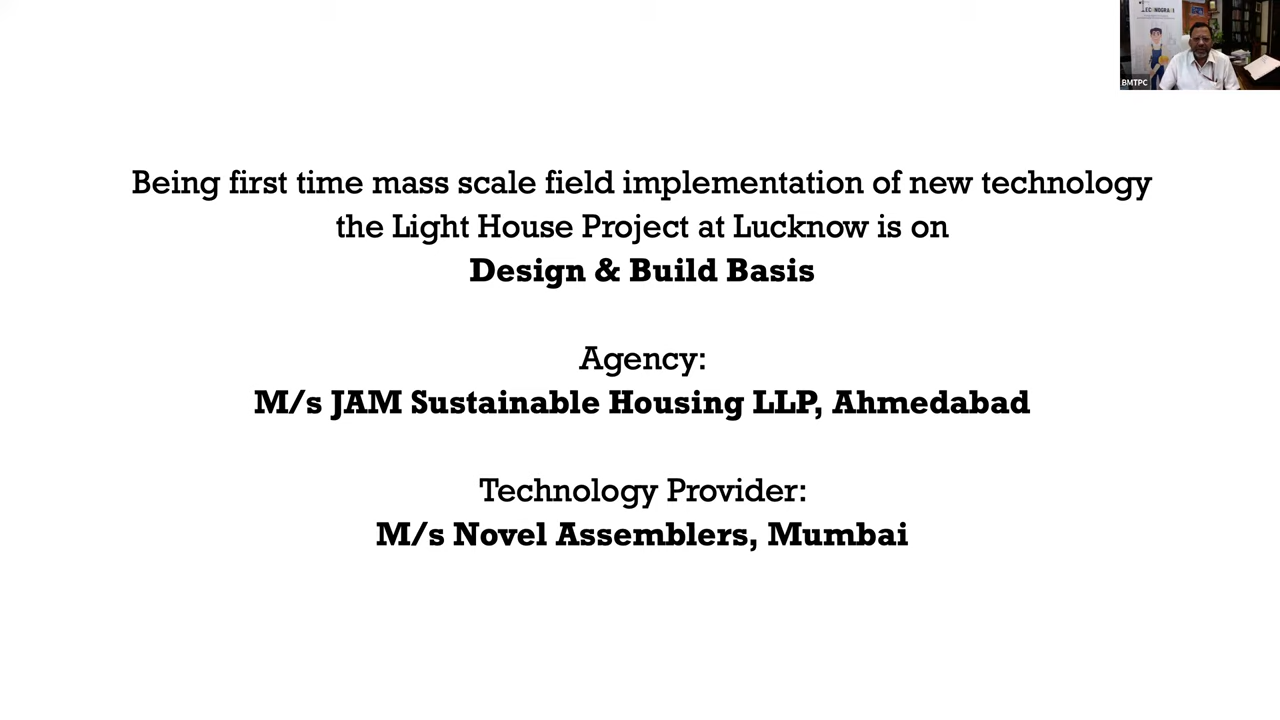 BMTPC
Being first time mass scale field implementation of new technology
the Light House Project at Lucknow is on
Design & Build Basis
Agency:
M/s JAM Sustainable Housing LLP, Ahmedabad
Technology Provider:
M/s Novel Assemblers, Mumbai